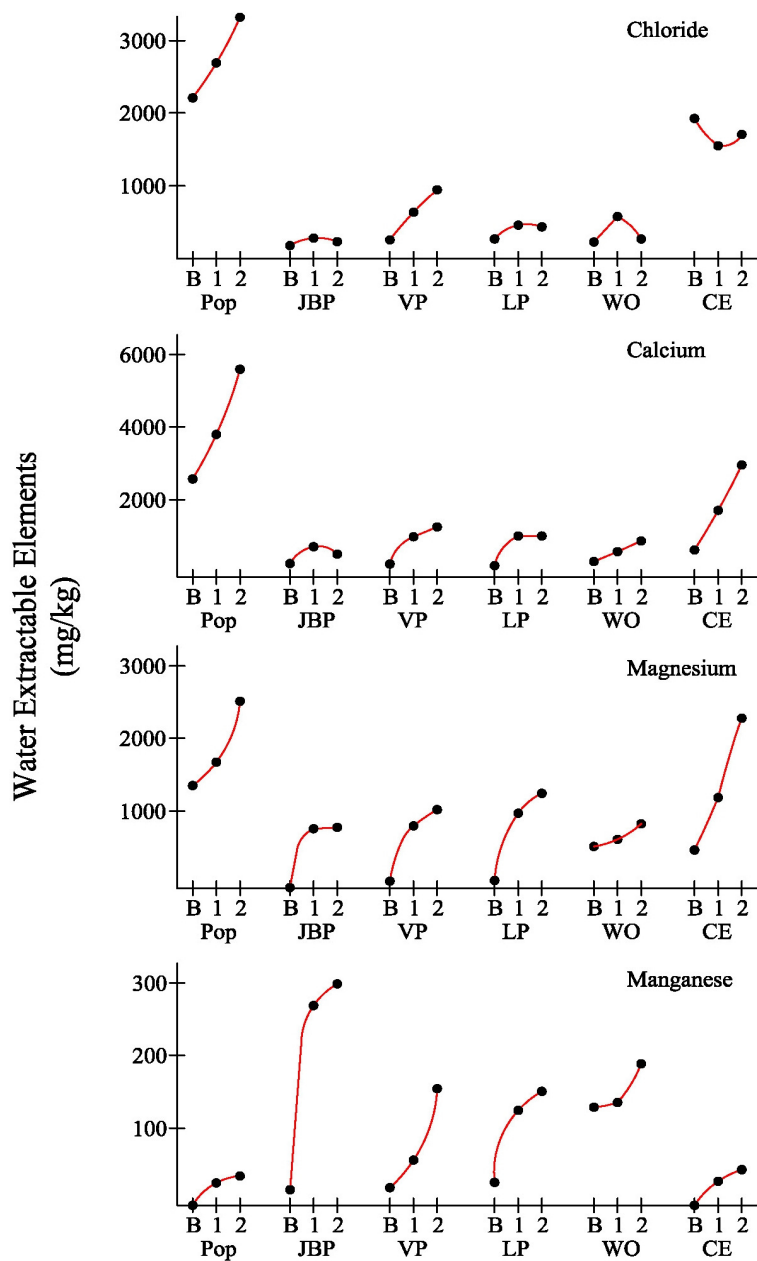 Water Extractable Elements
(mg/kg)
Chloride
3000
2000
1000
B 1 2 B 1 2 B 1 2 B 1 2 B 1 2 B 1 2
Pop JBP VP LP WO CE
Calcium
6000
4000
2000
B 1 2 B 1 2 B 1 2 B 1 2 B 1 2 B 1 2
Pop JBP VP LP WO CE
Magnesium
3000
2000
1000
B 1 2 B 1 2 B 1 2 B 1 2 B 1 2 B 1 2
Pop JBP VP LP WO CE
Manganese
300
200
100
B 1 2 B 1 2 B 1 2 B 1 2 B 1 2 B 1 2
Pop JBP VP LP WO CE